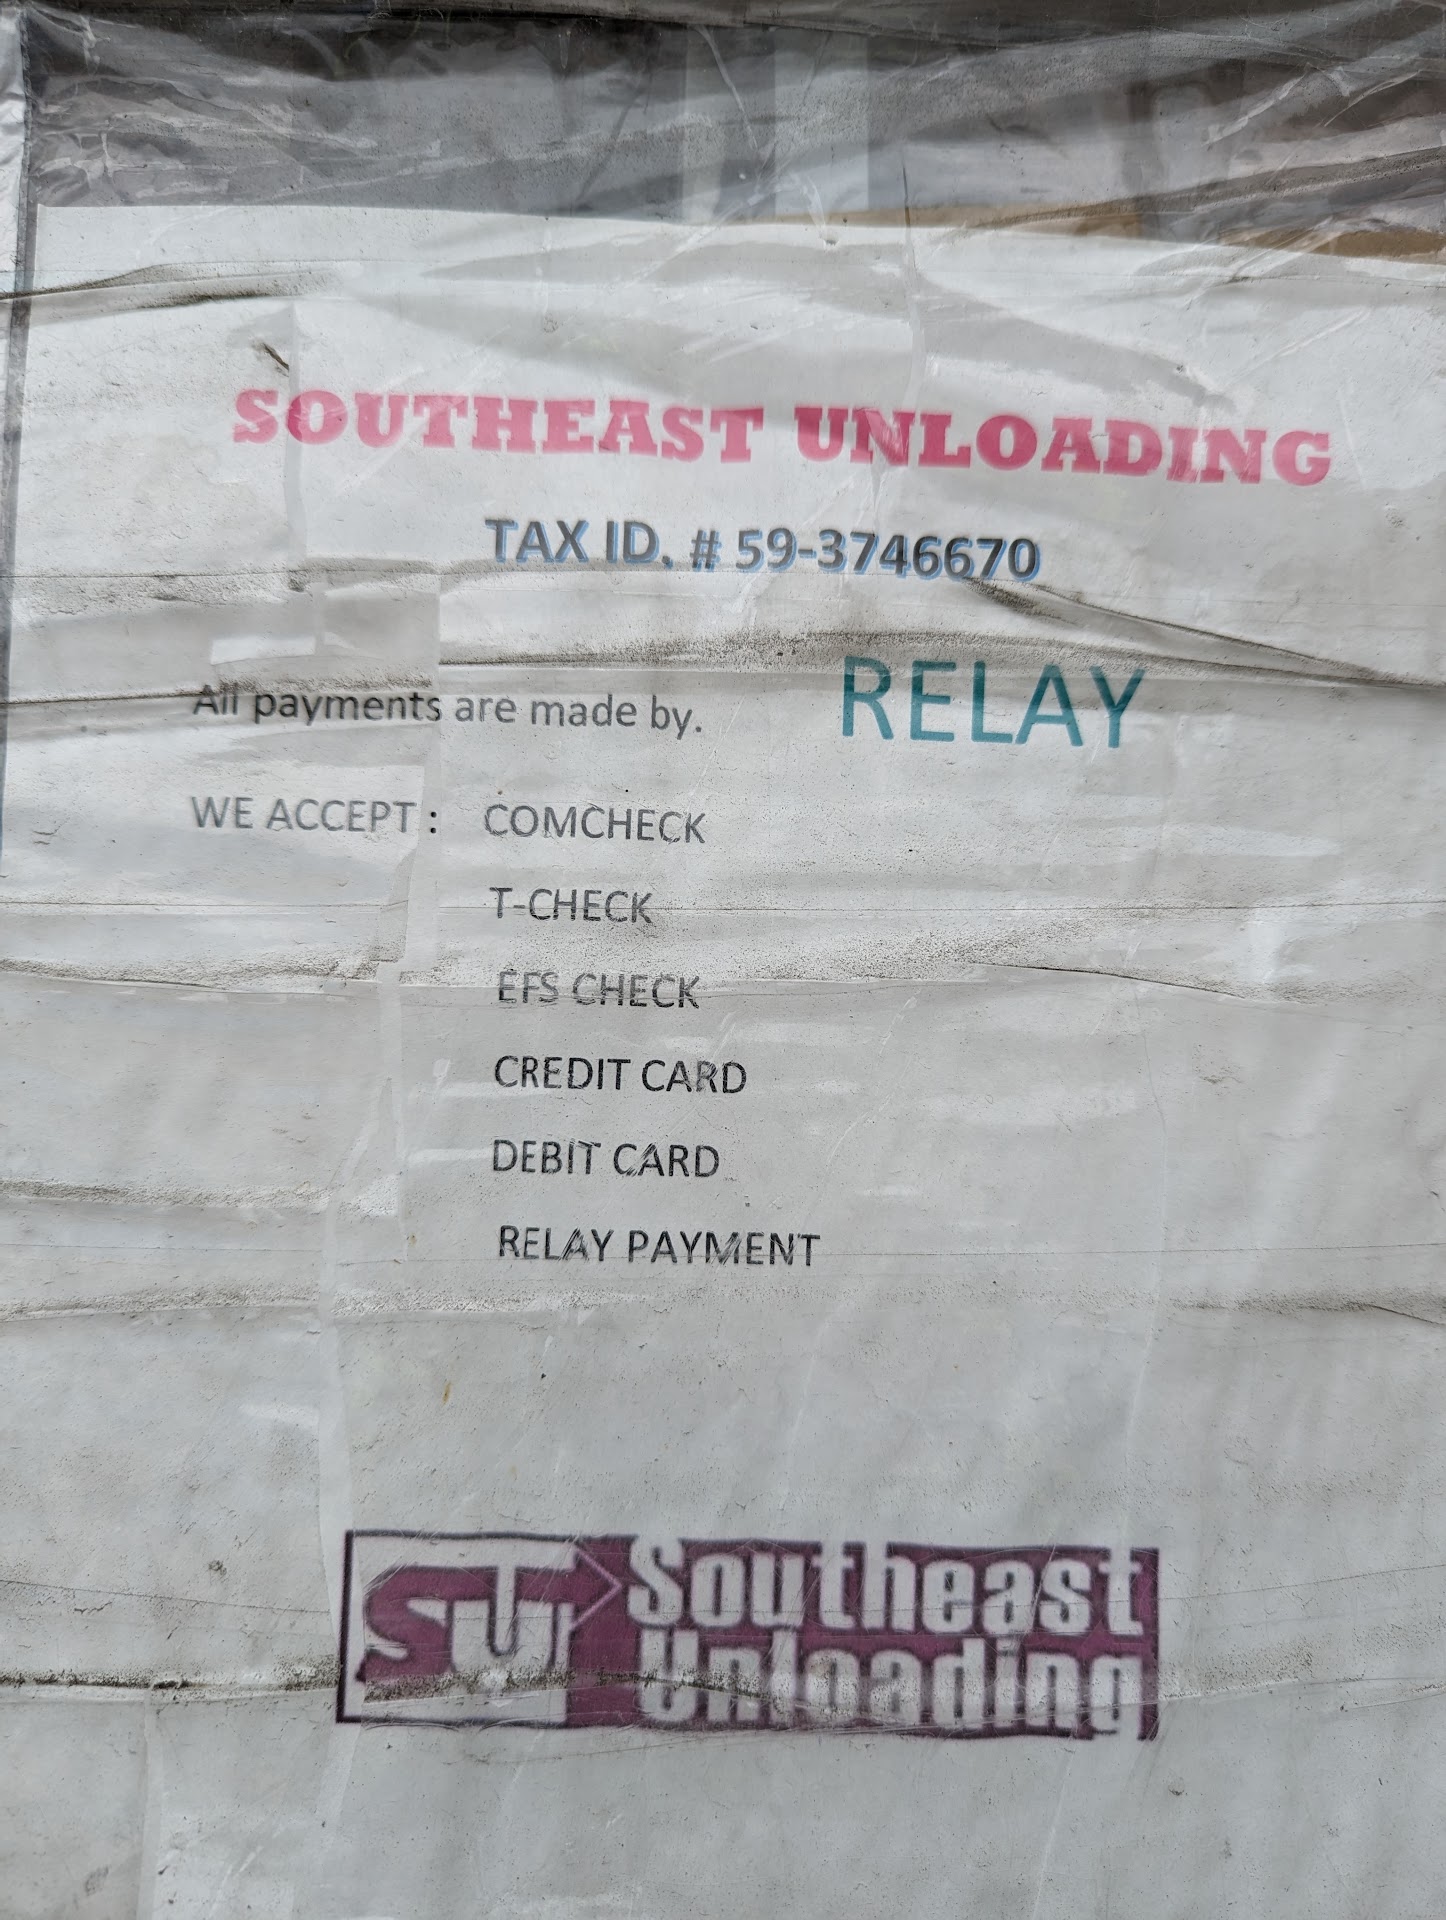 SOUTHEAST UNLOADING
TAX ID. # 59-3746670
All payments are made by. RELAY
WE ACCEPT : COMCHECK
T-CHECK
EFS CHECK
CREDIT CARD
DEBIT CARD
RELAY PAYMENT
SU Southeast
Unloading